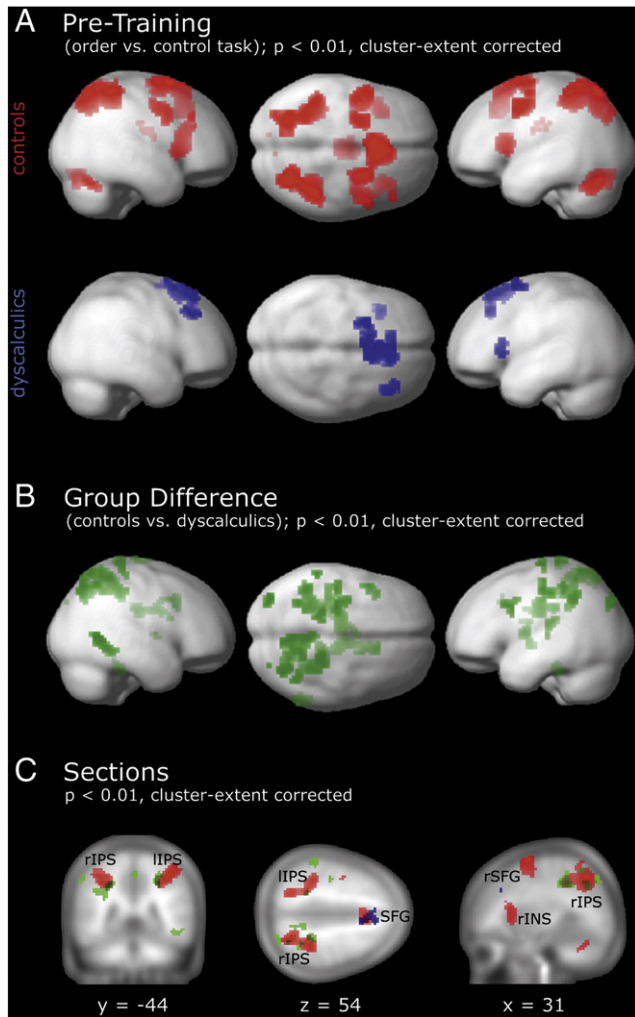 A Pre-Training
(order vs. control task); p < 0.01, cluster-extent corrected
controls
dyscalculics
B Group Difference
(controls vs. dyscalculics); p < 0.01, cluster-extent corrected
C Sections
p < 0.01, cluster-extent corrected
rIPS lIPS
lIPS
SFG
rIPS
rSFG
rIPS
rINS
y = -44 z = 54 x = 31